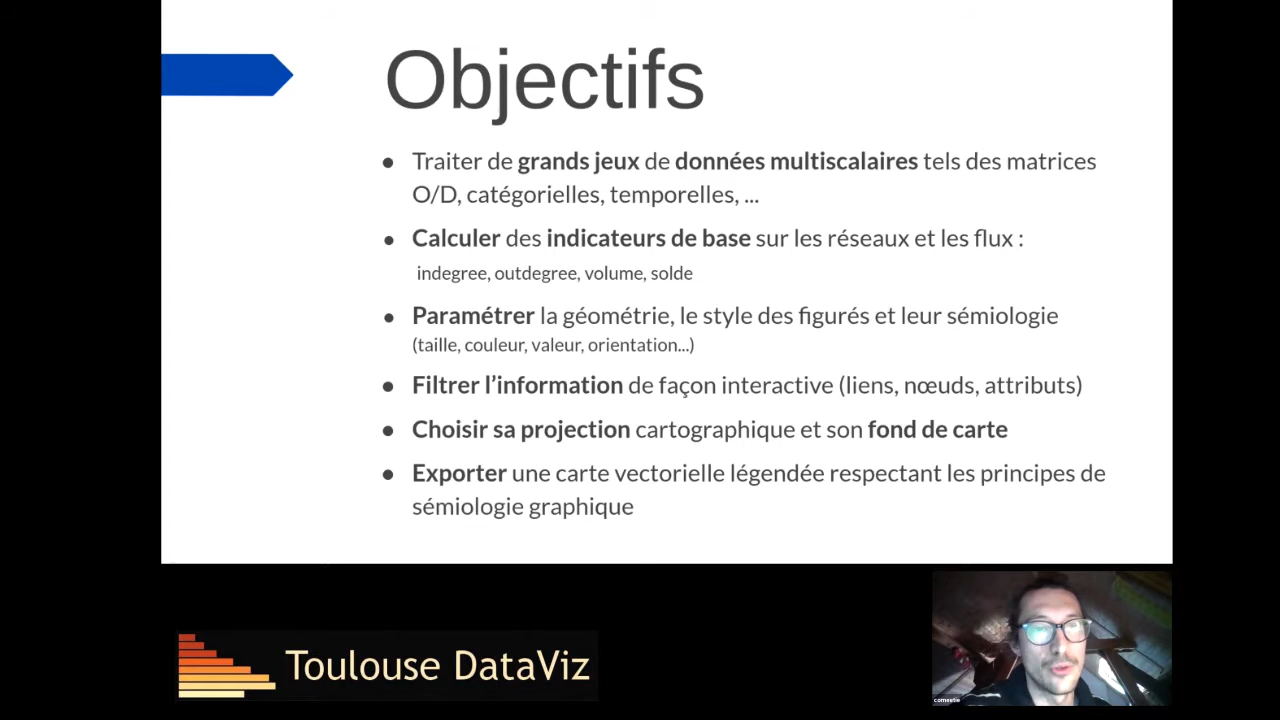 Objectifs
● Traiter de grands jeux de données multiscalaires tels des matrices
O/D, catégorielles, temporelles, ...
● Calculer des indicateurs de base sur les réseaux et les flux :
indegree, outdegree, volume, solde
● Paramétrer la géométrie, le style des figurés et leur sémiologie
(taille, couleur, valeur, orientation...)
● Filtrer l’information de façon interactive (liens, nœuds, attributs)
● Choisir sa projection cartographique et son fond de carte
● Exporter une carte vectorielle légendée respectant les principes de
sémiologie graphique
Toulouse DataViz
comeetie